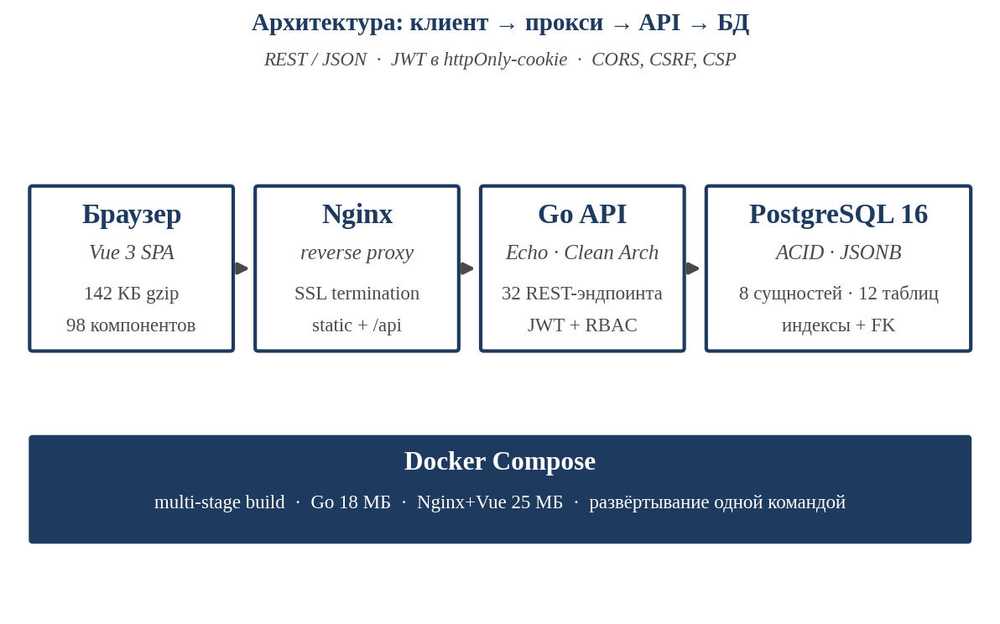 Архитектура: клиент → прокси → API → БД
REST / JSON · JWT в httpOnly-cookie · CORS, CSRF, CSP
Браузер
Vue 3 SPA
142 КБ gzip
98 компонентов
Nginx
reverse proxy
SSL termination
static + /api
Go API
Echo · Clean Arch
32 REST-эндпоинта
JWT + RBAC
PostgreSQL 16
ACID · JSONB
8 сущностей · 12 таблиц
индексы + FK
Docker Compose
multi-stage build · Go 18 МБ · Nginx+Vue 25 МБ · развёртывание одной командой